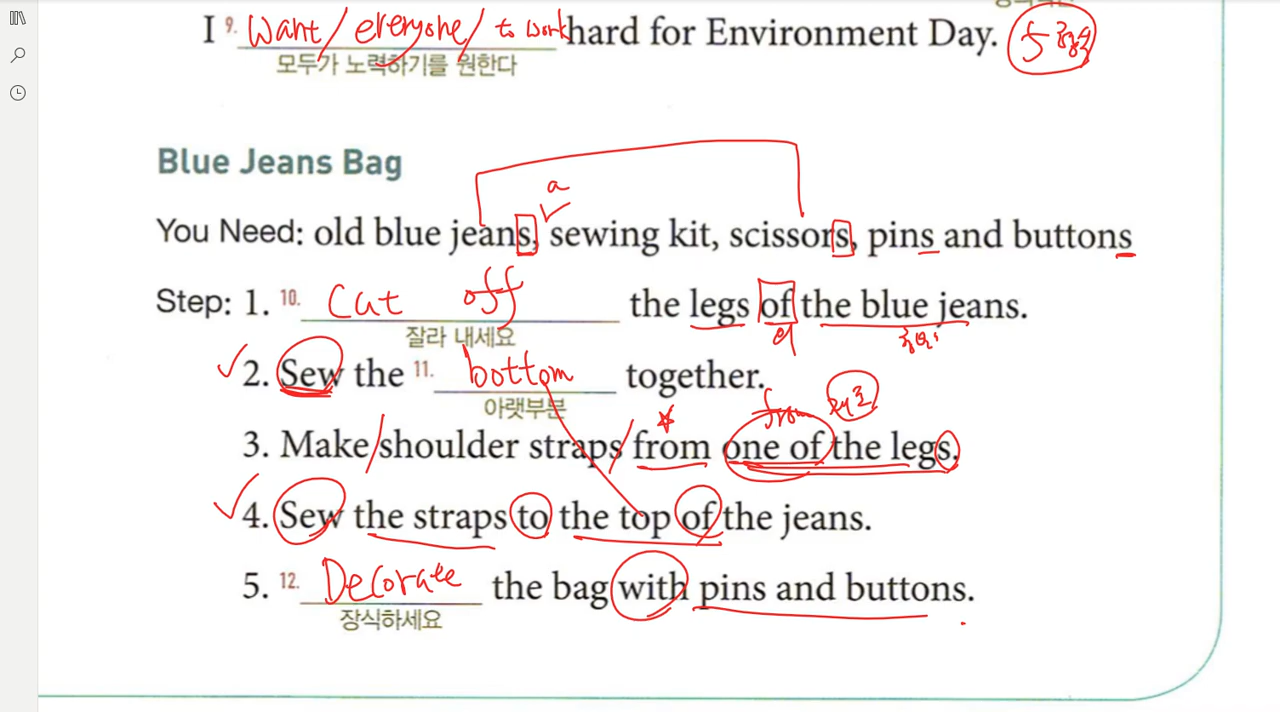 I 9. want / everyone / to work hard for Environment Day. 5형식
모두가 노력하기를 원한다
Blue Jeans Bag
a
You Need: old blue jeans, sewing kit, scissors, pins and buttons
Step: 1. 10. Cut off the legs of the blue jeans.
잘라 내세요
의
2. Sew the 11. bottom together.
아랫부분
from 재료
3. Make/shoulder straps/from one of the legs.
4. Sew the straps to the top of the jeans.
5. 12. Decorate the bag with pins and buttons.
장식하세요